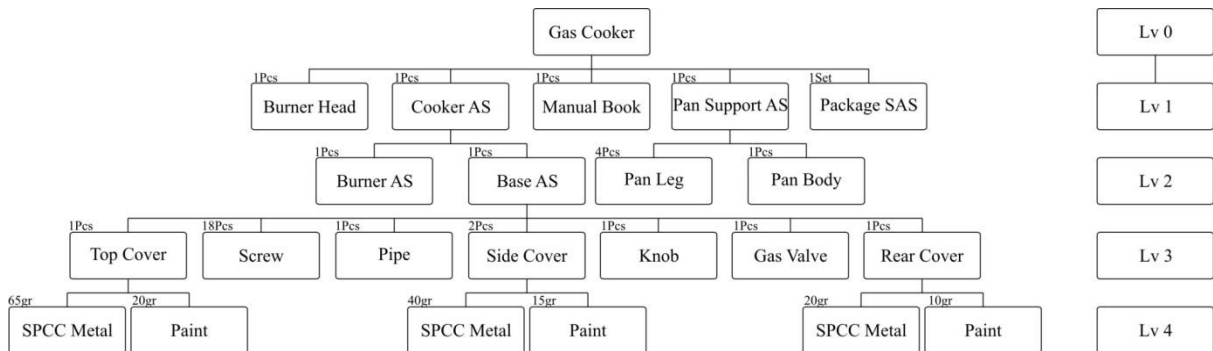 Gas Cooker
Lv 0
1Pcs
1Pcs
1Pcs
1Pcs
1Set
Burner Head
Cooker AS
Manual Book
Pan Support AS
Package SAS
Lv 1
1Pcs
1Pcs
4Pcs
1Pcs
Burner AS
Base AS
Pan Leg
Pan Body
Lv 2
1Pcs
18Pcs
1Pcs
2Pcs
1Pcs
1Pcs
1Pcs
Top Cover
Screw
Pipe
Side Cover
Knob
Gas Valve
Rear Cover
Lv 3
65gr
20gr
40gr
15gr
20gr
10gr
SPCC Metal
Paint
SPCC Metal
Paint
SPCC Metal
Paint
Lv 4